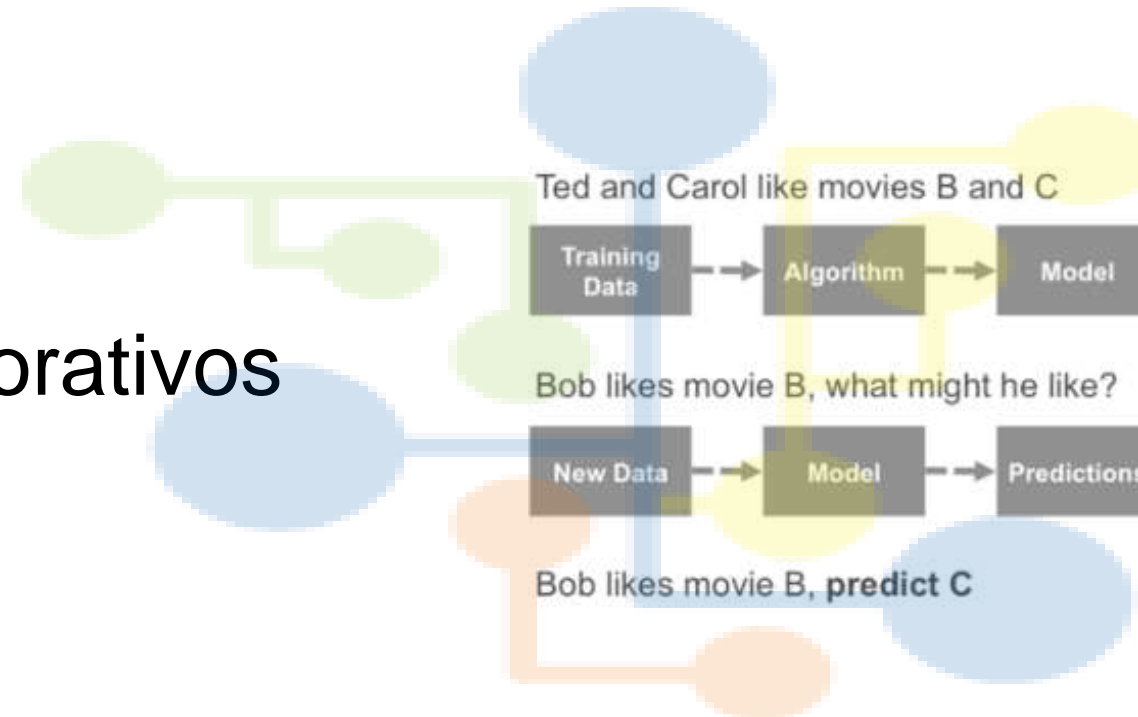 orativos
Ted and Carol like movies B and C
Training
Data
Algorithm
Model
Bob likes movie B, what might he like?
New Data
Model
Predictions
Bob likes movie B, predict C